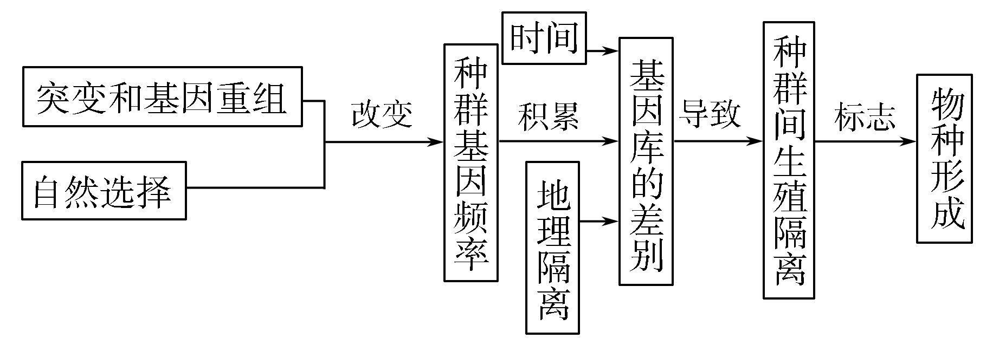 突变和基因重组
自然选择
改变
种群基因频率
时间
积累
地理隔离
基因库的差别
导致
种群间生殖隔离
标志
物种形成